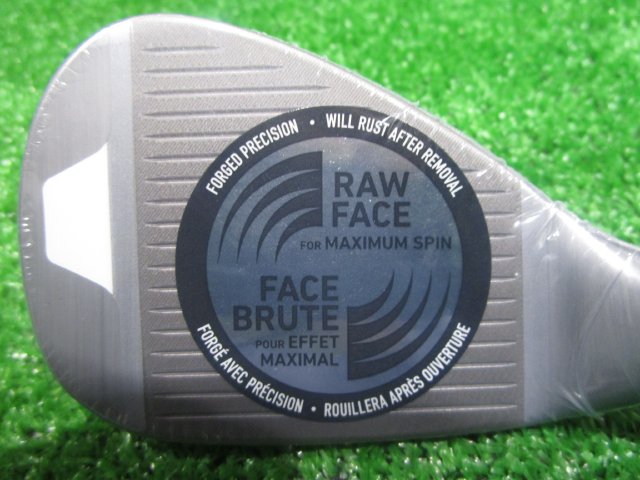 FORGED PRECISION • WILL RUST AFTER REMOVAL
RAW
FACE
FOR MAXIMUM SPIN
FACE
BRUTE
POUR EFFET
MAXIMAL
FORGÉ AVEC PRÉCISION • ROUILLERA APRÈS OUVERTURE